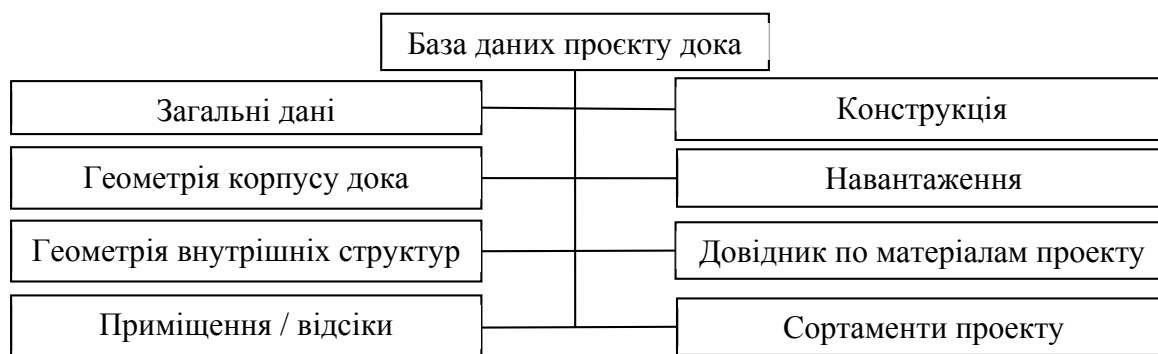 База даних проєкту дока
Загальні дані
Конструкція
Геометрія корпусу дока
Навантаження
Геометрія внутрішніх структур
Довідник по матеріалам проекту
Приміщення / відсіки
Сортаменти проекту